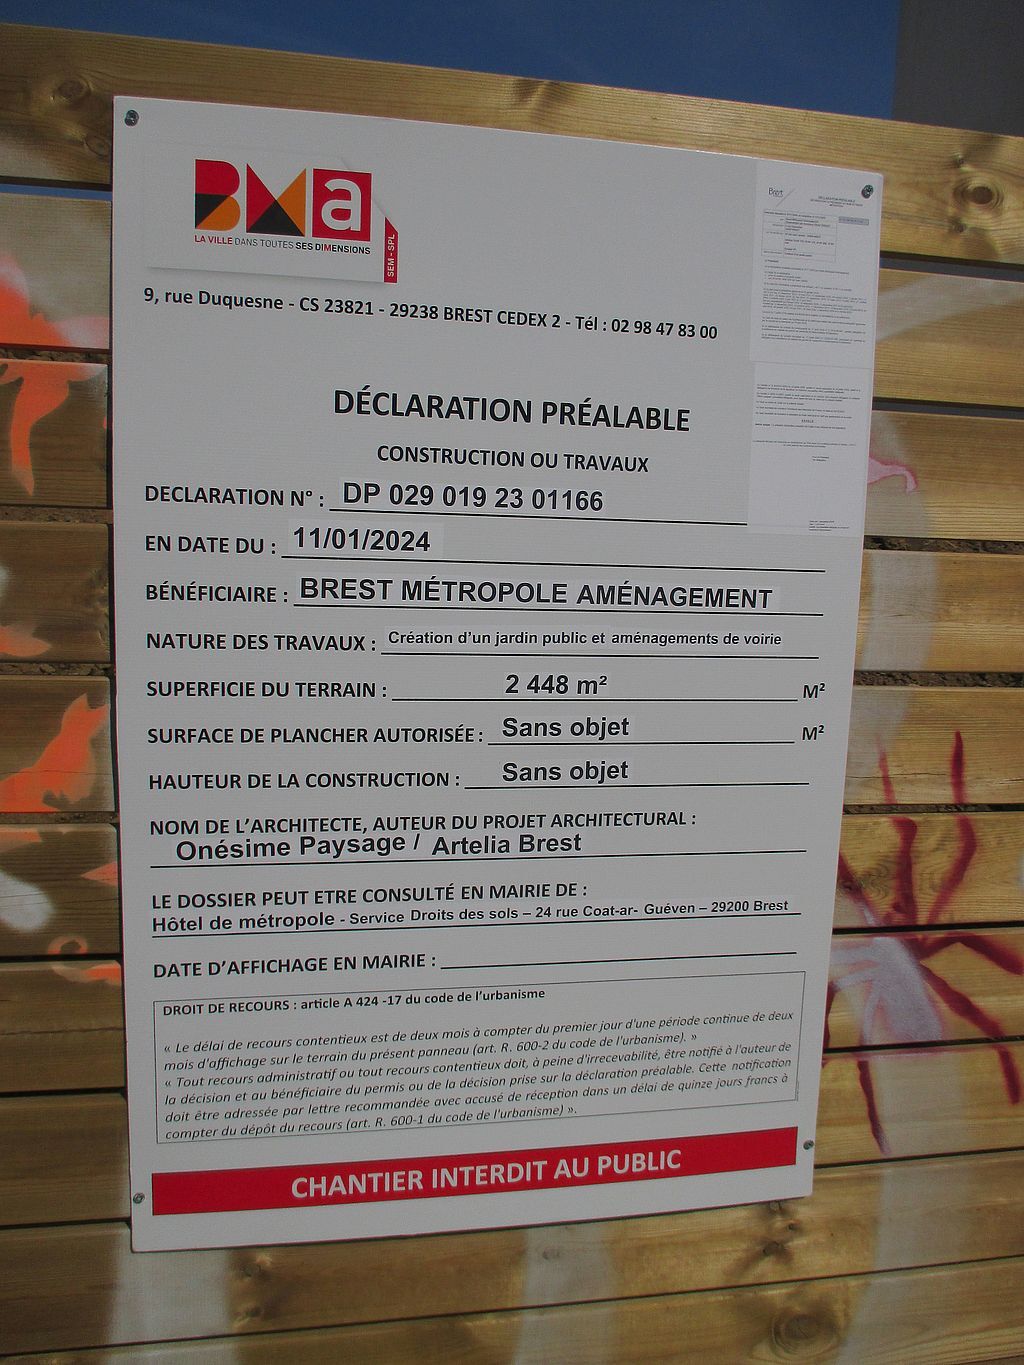 BMa
LA VILLE DANS TOUTES SES DIMENSIONS
SEM - SPL
9, rue Duquesne - CS 23821 - 29238 BREST CEDEX 2 - Tél : 02 98 47 83 00
Brest
DÉCLARATION PRÉALABLE
DÉCLARATION PRÉALABLE
CONSTRUCTION OU TRAVAUX
DECLARATION N° : DP 029 019 23 01166
EN DATE DU : 11/01/2024
BÉNÉFICIAIRE : BREST MÉTROPOLE AMÉNAGEMENT
NATURE DES TRAVAUX : Création d'un jardin public et aménagements de voirie
SUPERFICIE DU TERRAIN : 2 448 m² M²
SURFACE DE PLANCHER AUTORISÉE : Sans objet M²
HAUTEUR DE LA CONSTRUCTION : Sans objet
NOM DE L'ARCHITECTE, AUTEUR DU PROJET ARCHITECTURAL :
Onésime Paysage / Artelia Brest
LE DOSSIER PEUT ETRE CONSULTÉ EN MAIRIE DE :
Hôtel de métropole - Service Droits des sols – 24 rue Coat-ar- Guéven – 29200 Brest
DATE D'AFFICHAGE EN MAIRIE :
DROIT DE RECOURS : article A 424 -17 du code de l'urbanisme
« Le délai de recours contentieux est de deux mois à compter du premier jour d'une période continue de deux
mois d'affichage sur le terrain du présent panneau (art. R. 600-2 du code de l'urbanisme). »
« Tout recours administratif ou tout recours contentieux doit, à peine d'irrecevabilité, être notifié à l'auteur de
la décision et au bénéficiaire du permis ou de la décision prise sur la déclaration préalable. Cette notification
doit être adressée par lettre recommandée avec accusé de réception dans un délai de quinze jours francs à
compter du dépôt du recours (art. R. 600-1 du code de l'urbanisme) ».
CHANTIER INTERDIT AU PUBLIC